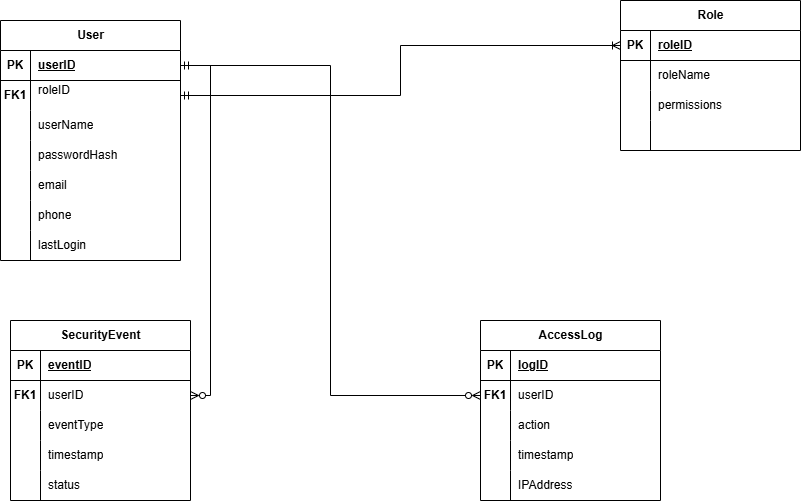 User
PK userID
FK1 roleID
userName
passwordHash
email
phone
lastLogin
Role
PK roleID
roleName
permissions
SecurityEvent
PK eventID
FK1 userID
eventType
timestamp
status
AccessLog
PK logID
FK1 userID
action
timestamp
IPAddress